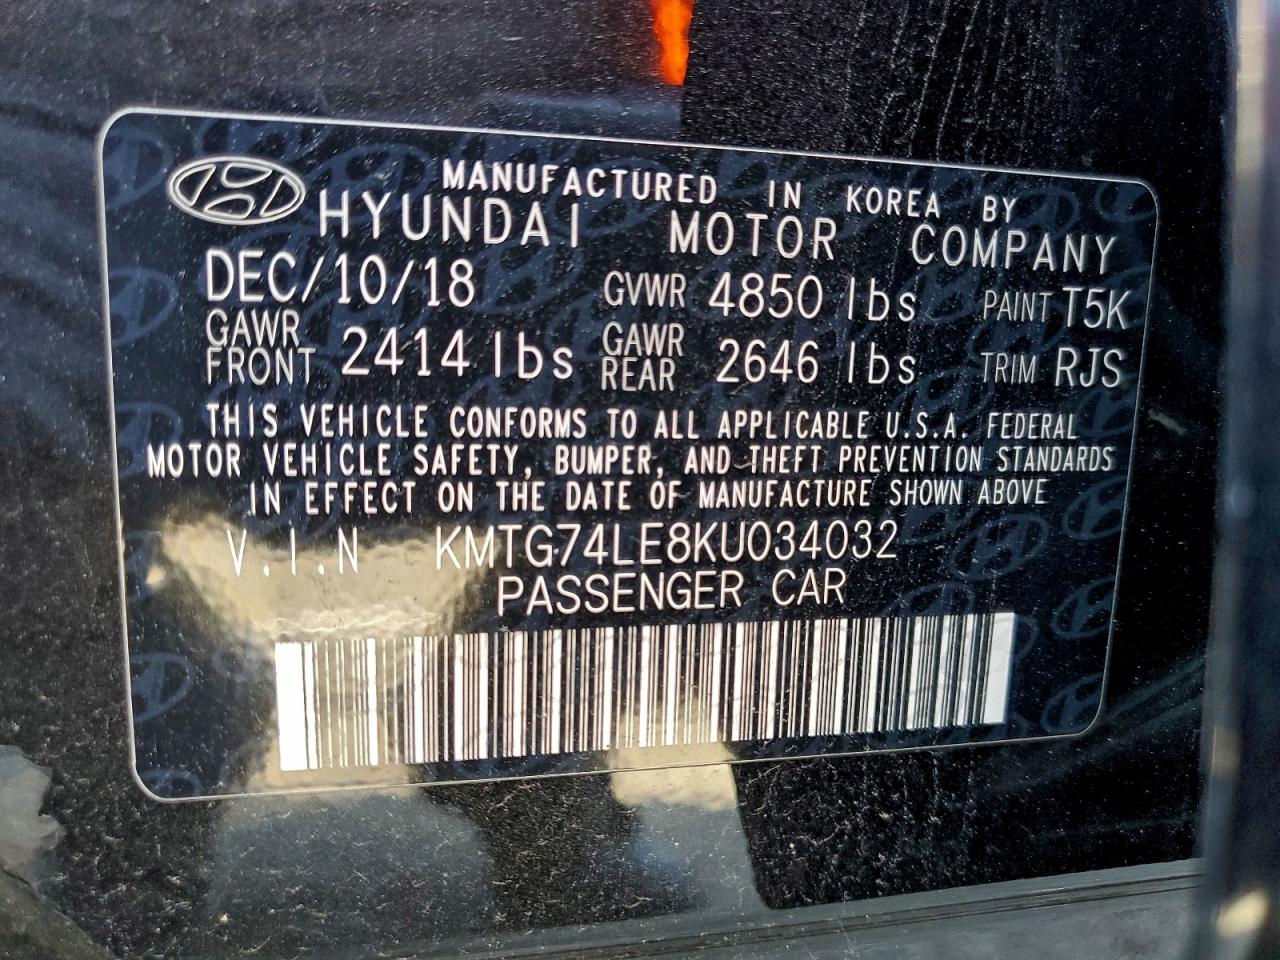 MANUFACTURED IN KOREA BY
HYUNDAI MOTOR COMPANY
DEC/10/18 GVWR 4850 lbs PAINT T5K
GAWR FRONT 2414 lbs GAWR REAR 2646 lbs TRIM RJS
THIS VEHICLE CONFORMS TO ALL APPLICABLE U.S.A. FEDERAL
MOTOR VEHICLE SAFETY, BUMPER, AND THEFT PREVENTION STANDARDS
IN EFFECT ON THE DATE OF MANUFACTURE SHOWN ABOVE
V.I.N KMTG74LE8KU034032
PASSENGER CAR